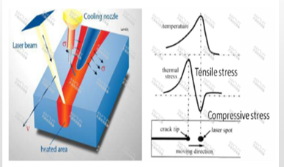 Cooling nozzle
Laser beam
heated area
temperature
thermal
stress
Tensile stress
Compressive stress
crack tip
laser spot
moving direction